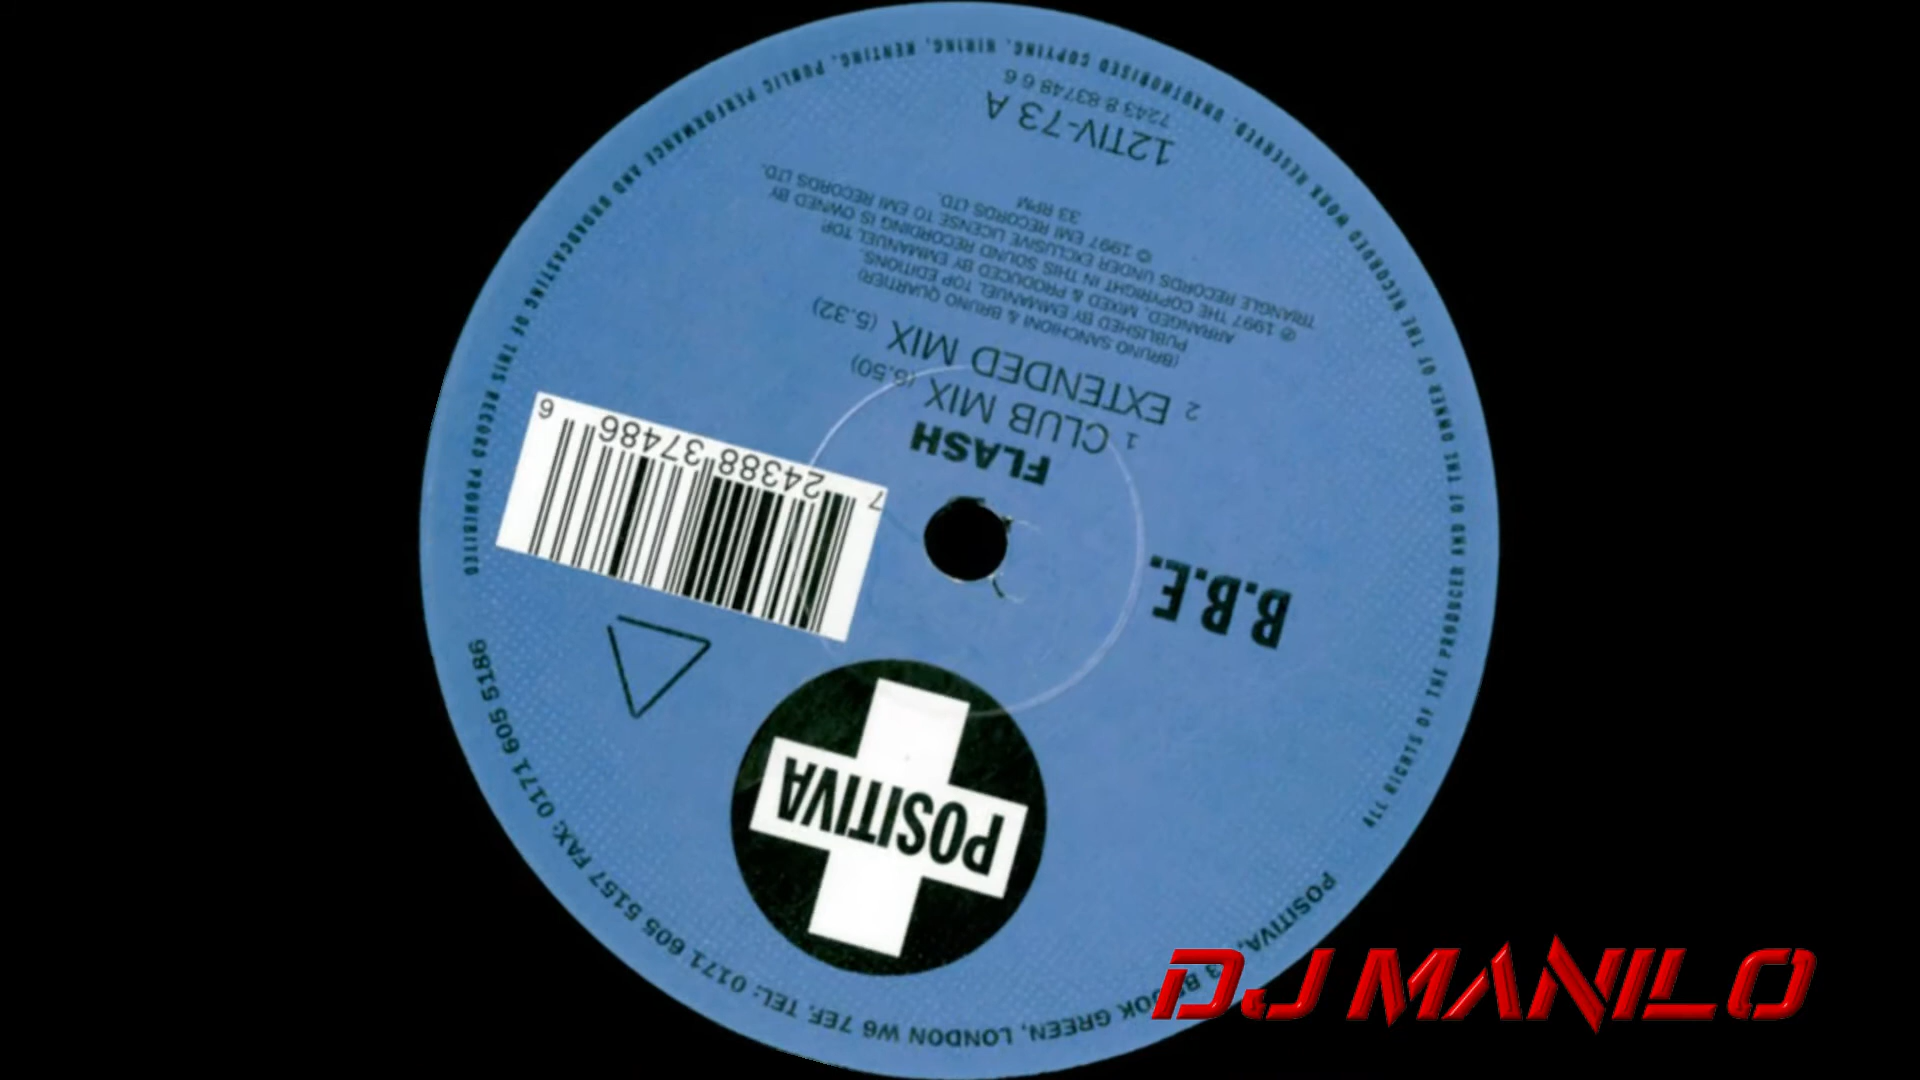 POSITIVA
B.B.E.
FLASH
1 CLUB MIX (6.50)
2 EXTENDED MIX (5.32)
(BRUNO SANCHIONI & BRUNO QUARTIER)
PUBLISHED BY EMMANUEL TOP EDITIONS.
ARRANGED, MIXED & PRODUCED BY EMMANUEL TOP
℗ 1997 THE COPYRIGHT IN THIS SOUND RECORDING IS OWNED BY
TRIANGLE RECORDS UNDER EXCLUSIVE LICENSE TO EMI RECORDS LTD.
© 1997 EMI RECORDS LTD.
33 RPM
12TIV-73 A
7243 8 83748 6 6
7 24388 37486 6
ALL RIGHTS OF THE PRODUCER AND OF THE OWNER OF THE RECORDED WORK RESERVED. UNAUTHORISED COPYING, HIRING, RENTING, PUBLIC PERFORMANCE AND BROADCASTING OF THIS RECORD PROHIBITED
POSITIVA, GREEN, LONDON W6 7EF. TEL: 0171 605 5157 FAX: 0171 605 5186
DJ MANILO